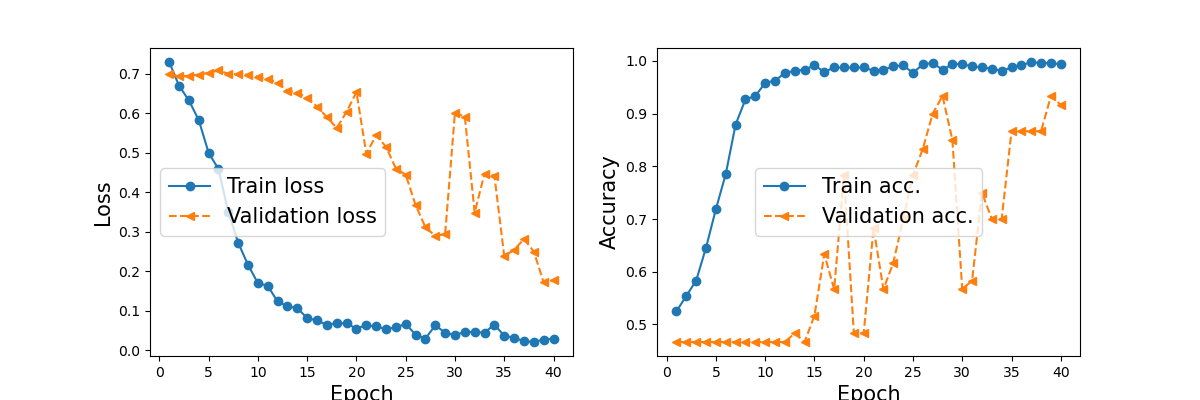 0.7
0.6
0.5
0.4
0.3
0.2
0.1
0.0
Loss
Train loss
Validation loss
0 5 10 15 20 25 30 35 40
Epoch
1.0
0.9
0.8
0.7
0.6
0.5
Accuracy
Train acc.
Validation acc.
0 5 10 15 20 25 30 35 40
Epoch